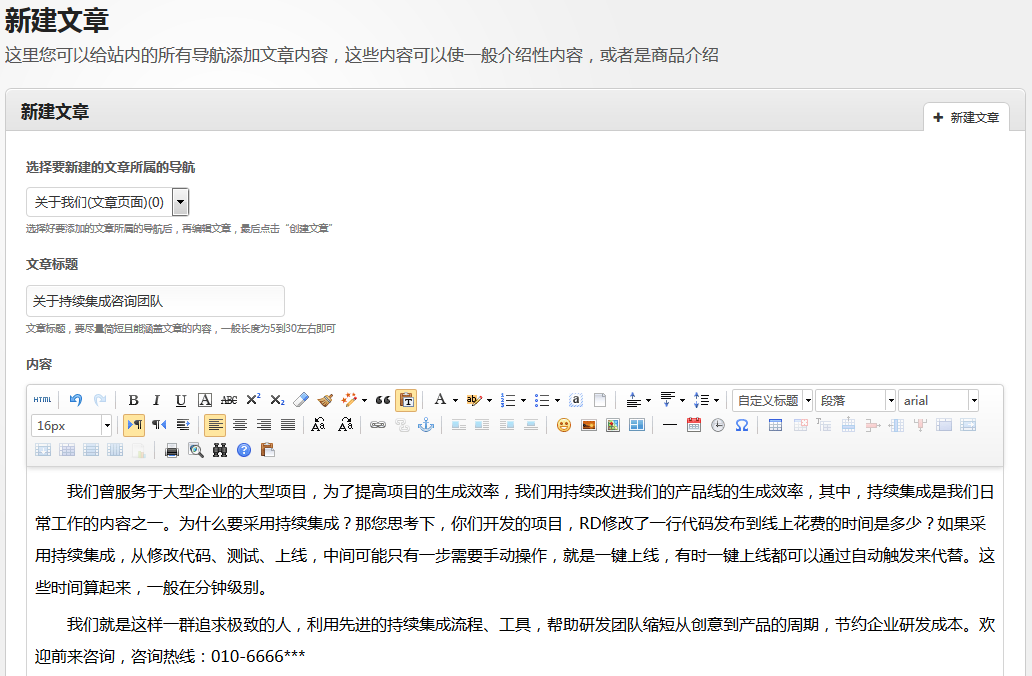 新建文章
这里您可以给站内的所有导航添加文章内容，这些内容可以使一般介绍性内容，或者是商品介绍
新建文章
+ 新建文章
选择要新建的文章所属的导航
关于我们(文章页面)(0)
选择好要添加的文章所属的导航后，再编辑文章，最后点击“创建文章”
文章标题
关于持续集成咨询团队
文章标题，要尽量简短且能涵盖文章的内容，一般长度为5到30左右即可
内容
HTML B I U A ABC X² X₂ A 自定义标题 段落 arial
16px
我们曾服务于大型企业的大型项目，为了提高项目的生成效率，我们用持续改进我们的产品线的生成效率，其中，持续集成是我们日
常工作的内容之一。为什么要采用持续集成？那您思考下，你们开发的项目，RD修改了一行代码发布到线上花费的时间是多少？如果采
用持续集成，从修改代码、测试、上线，中间可能只有一步需要手动操作，就是一键上线，有时一键上线都可以通过自动触发来代替。这
些时间算起来，一般在分钟级别。
我们就是这样一群追求极致的人，利用先进的持续集成流程、工具，帮助研发团队缩短从创意到产品的周期，节约企业研发成本。欢
迎前来咨询，咨询热线：010-6666***